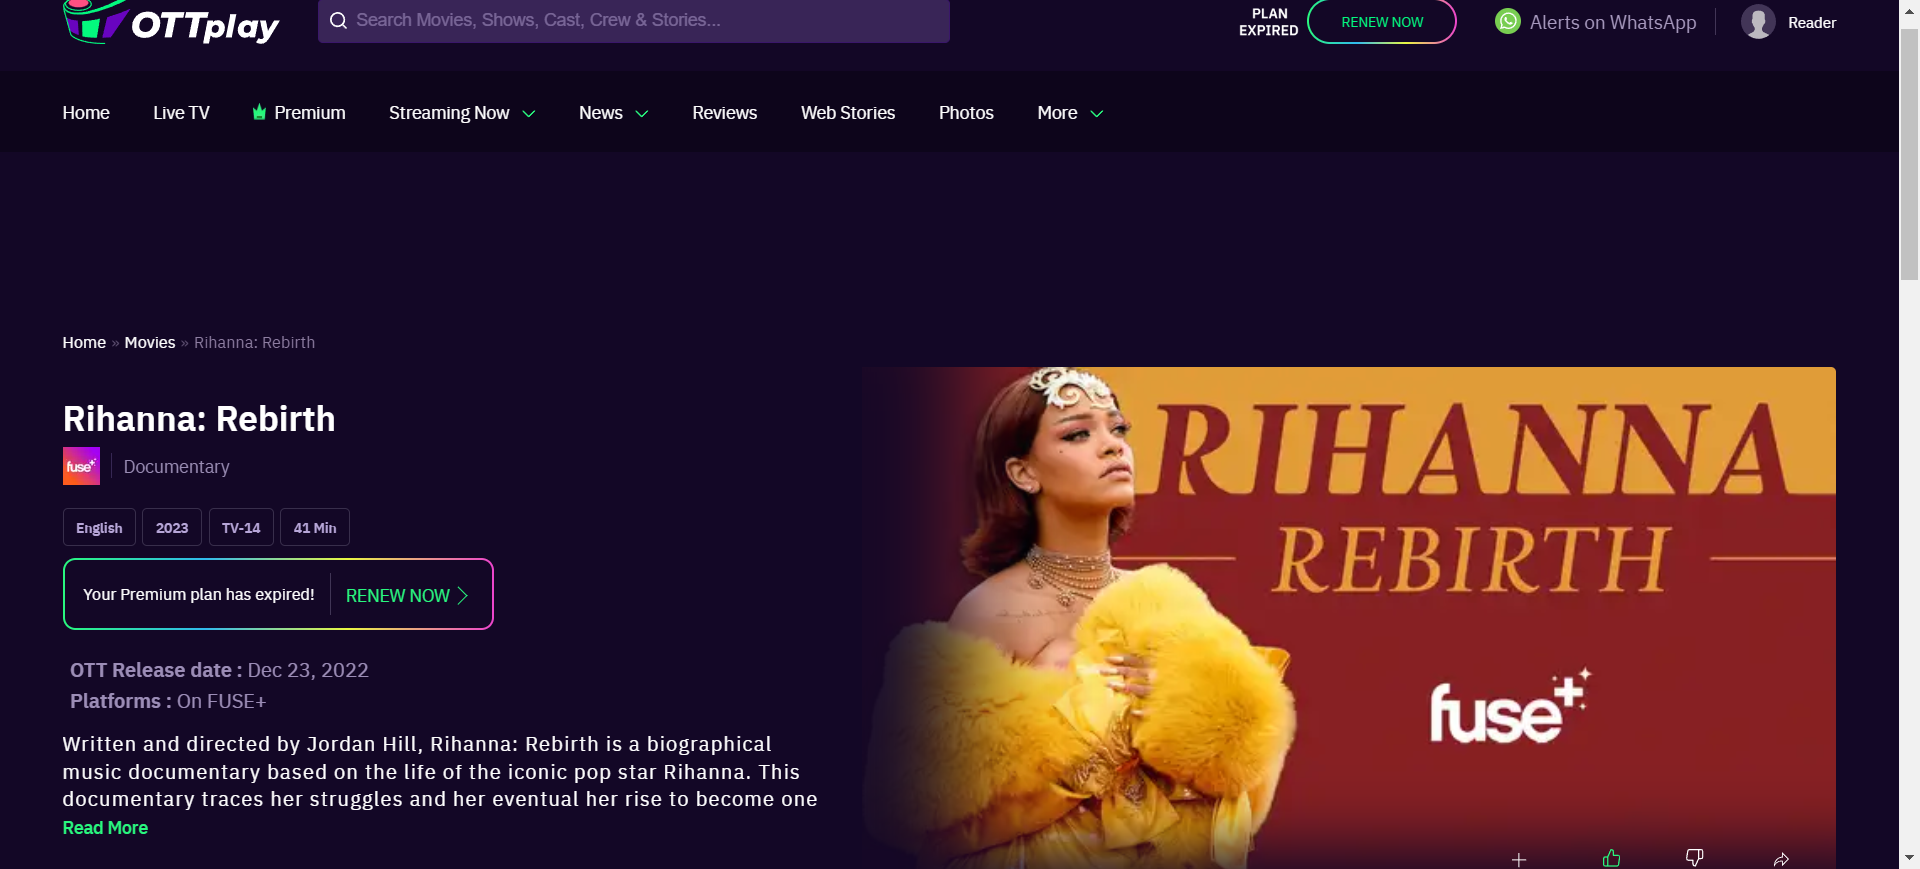 OTTplay
Search Movies, Shows, Cast, Crew & Stories...
PLAN
EXPIRED
RENEW NOW
Alerts on WhatsApp
Reader
Home
Live TV
Premium
Streaming Now
News
Reviews
Web Stories
Photos
More
Home » Movies » Rihanna: Rebirth
Rihanna: Rebirth
fuse+
Documentary
English
2023
TV-14
41 Min
Your Premium plan has expired!
RENEW NOW
OTT Release date : Dec 23, 2022
Platforms : On FUSE+
Written and directed by Jordan Hill, Rihanna: Rebirth is a biographical
music documentary based on the life of the iconic pop star Rihanna. This
documentary traces her struggles and her eventual her rise to become one
Read More
RIHANNA
REBIRTH
fuse+